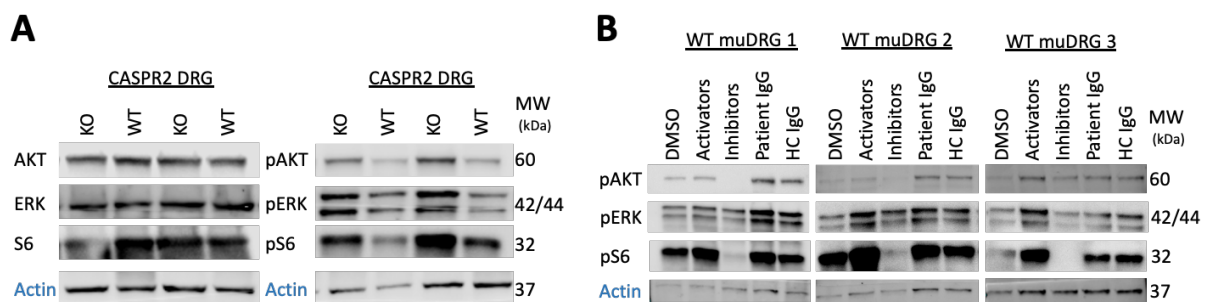 A
CASPR2 DRG
CASPR2 DRG
KO
WT
KO
WT
KO
WT
KO
WT
MW
(kDa)
AKT
pAKT
60
ERK
pERK
42/44
S6
pS6
32
Actin
Actin
37
B
WT muDRG 1
WT muDRG 2
WT muDRG 3
DMSO
Activators
Inhibitors
Patient IgG
HC IgG
DMSO
Activators
Inhibitors
Patient IgG
HC IgG
DMSO
Activators
Inhibitors
Patient IgG
HC IgG
MW
(kDa)
pAKT
60
pERK
42/44
pS6
32
Actin
37